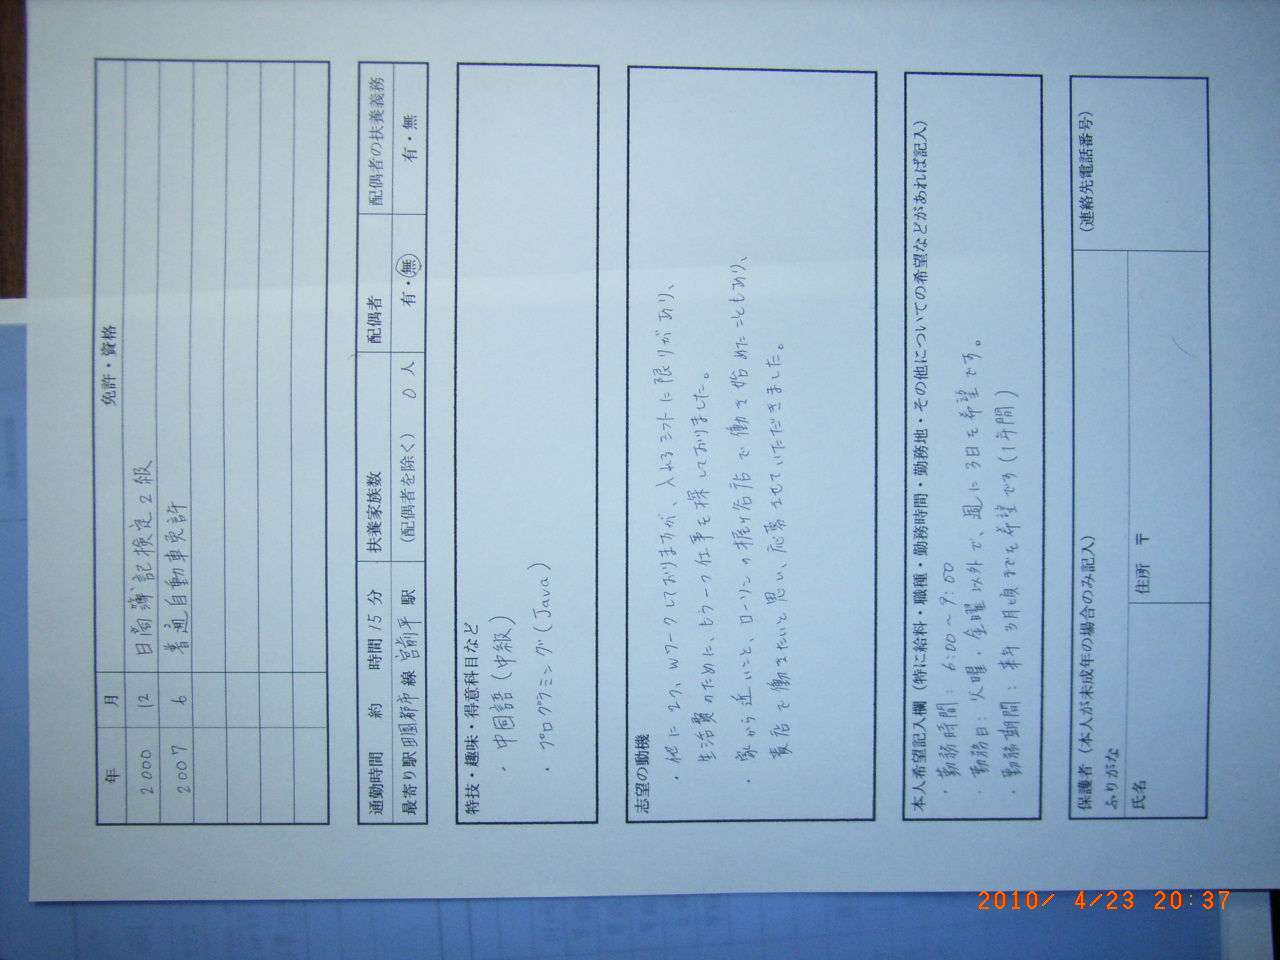 年 月 免許・資格
2000 12 日商簿記検定2級
2007 6 普通自動車免許
通勤時間 約 時間 15 分 扶養家族数 配偶者 配偶者の扶養義務
最寄り駅 田園都市 線 宮前平 駅 (配偶者を除く) 0 人 有・無 有・無
特技・趣味・得意科目など
・中国語(中級)
・プログラミング(Java)
志望の動機
・他に2つ、Wワークしておりますが、入れるシフトに限りがあり、
生活費のために、もう一つ仕事を探しておりました。
・家から近いこと、ローソンの梶ヶ谷店で働き始めたこともあり、
貴店で働きたいと思い、応募させていただきました。
本人希望記入欄(特に給料・職種・勤務時間・勤務地・その他についての希望などがあれば記入)
・勤務時間: 6:00~9:00
・勤務日: 火曜・金曜以外で、週に3日を希望です。
・勤務期間: 来年3月頃までを希望です(1年間)
保護者(本人が未成年の場合のみ記入)
ふりがな (連絡先電話番号)
氏名 住所 〒
2010/ 4/23 20:37